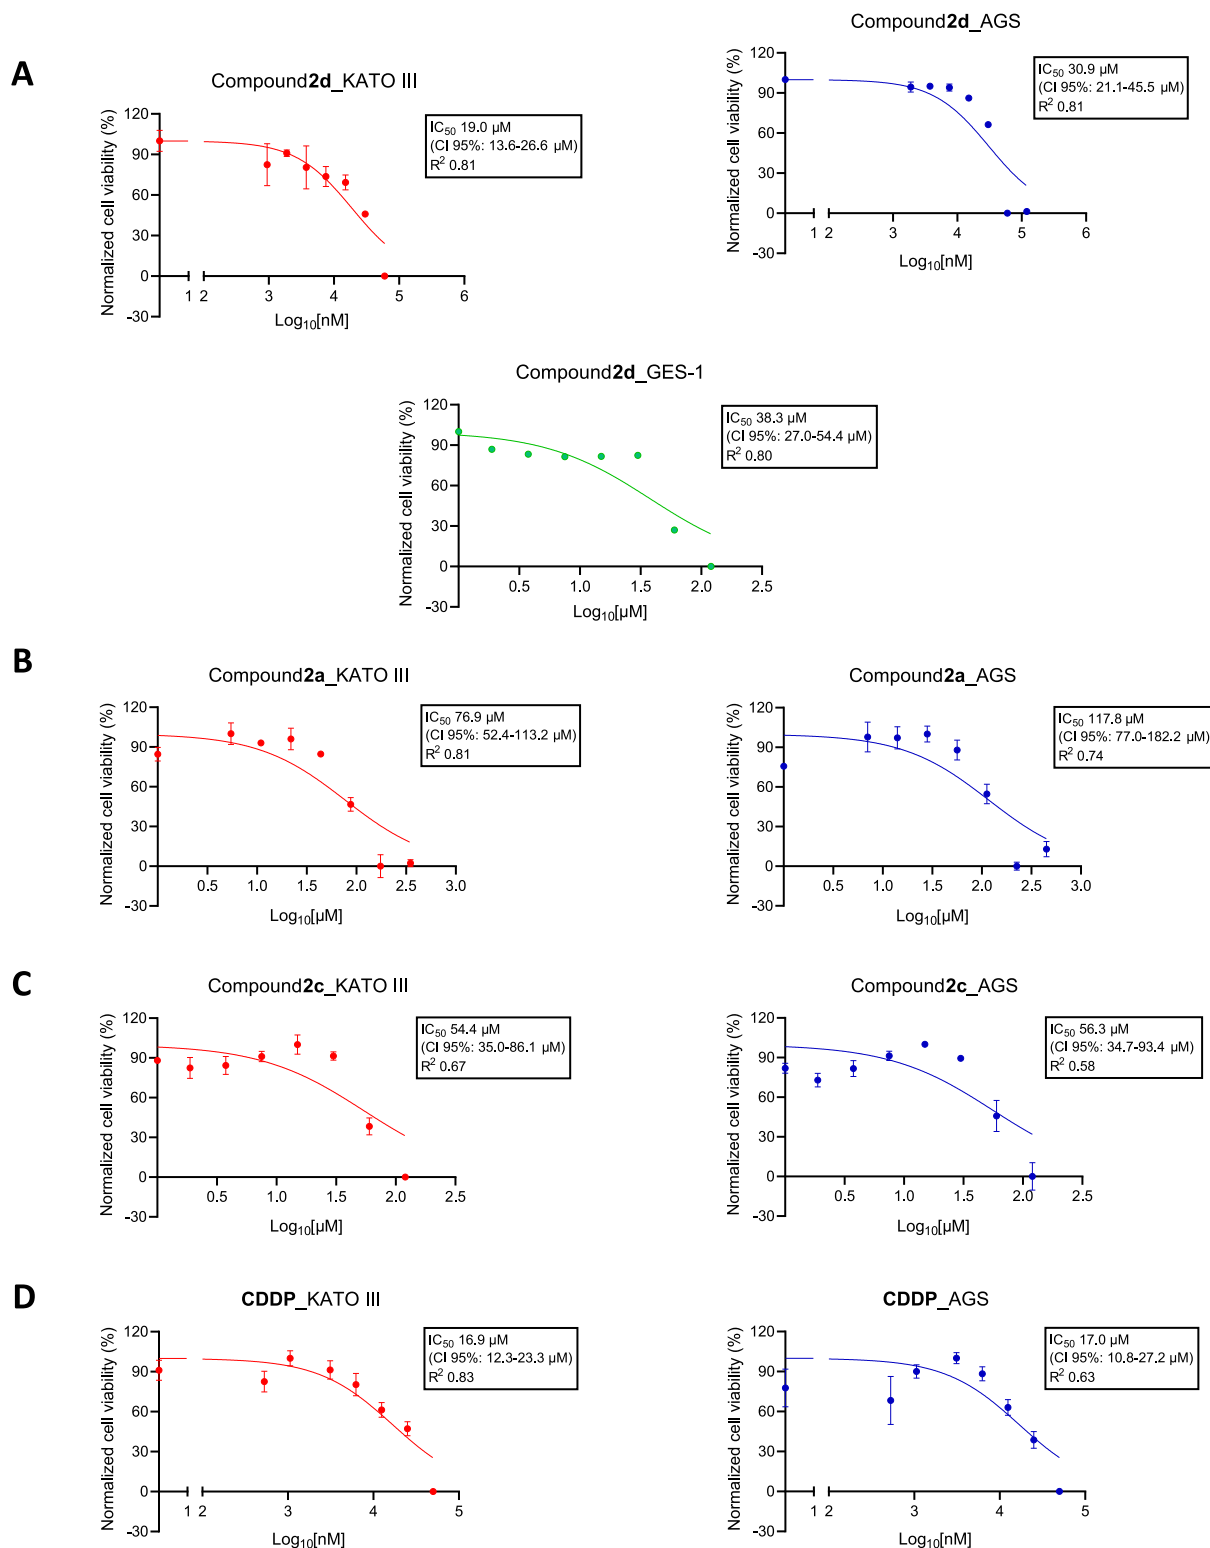 A
Compound2d_KATO III
Normalized cell viability (%)
120
90
60
30
0
-30
1 2 3 4 5 6
Log10[nM]
IC50 19.0 µM
(CI 95%: 13.6-26.6 µM)
R2 0.81
Compound2d_AGS
Normalized cell viability (%)
120
90
60
30
0
-30
1 2 3 4 5 6
Log10[nM]
IC50 30.9 µM
(CI 95%: 21.1-45.5 µM)
R2 0.81
Compound2d_GES-1
Normalized cell viability (%)
120
90
60
30
0
-30
0.5 1.0 1.5 2.0 2.5
Log10[µM]
IC50 38.3 µM
(CI 95%: 27.0-54.4 µM)
R2 0.80
B
Compound2a_KATO III
Normalized cell viability (%)
120
90
60
30
0
-30
0.5 1.0 1.5 2.0 2.5 3.0
Log10[µM]
IC50 76.9 µM
(CI 95%: 52.4-113.2 µM)
R2 0.81
Compound2a_AGS
Normalized cell viability (%)
120
90
60
30
0
-30
0.5 1.0 1.5 2.0 2.5 3.0
Log10[µM]
IC50 117.8 µM
(CI 95%: 77.0-182.2 µM)
R2 0.74
C
Compound2c_KATO III
Normalized cell viability (%)
120
90
60
30
0
-30
0.5 1.0 1.5 2.0 2.5
Log10[µM]
IC50 54.4 µM
(CI 95%: 35.0-86.1 µM)
R2 0.67
Compound2c_AGS
Normalized cell viability (%)
120
90
60
30
0
-30
0.5 1.0 1.5 2.0 2.5
Log10[µM]
IC50 56.3 µM
(CI 95%: 34.7-93.4 µM)
R2 0.58
D
CDDP_KATO III
Normalized cell viability (%)
120
90
60
30
0
-30
1 2 3 4 5
Log10[nM]
IC50 16.9 µM
(CI 95%: 12.3-23.3 µM)
R2 0.83
CDDP_AGS
Normalized cell viability (%)
120
90
60
30
0
-30
1 2 3 4 5
Log10[nM]
IC50 17.0 µM
(CI 95%: 10.8-27.2 µM)
R2 0.63